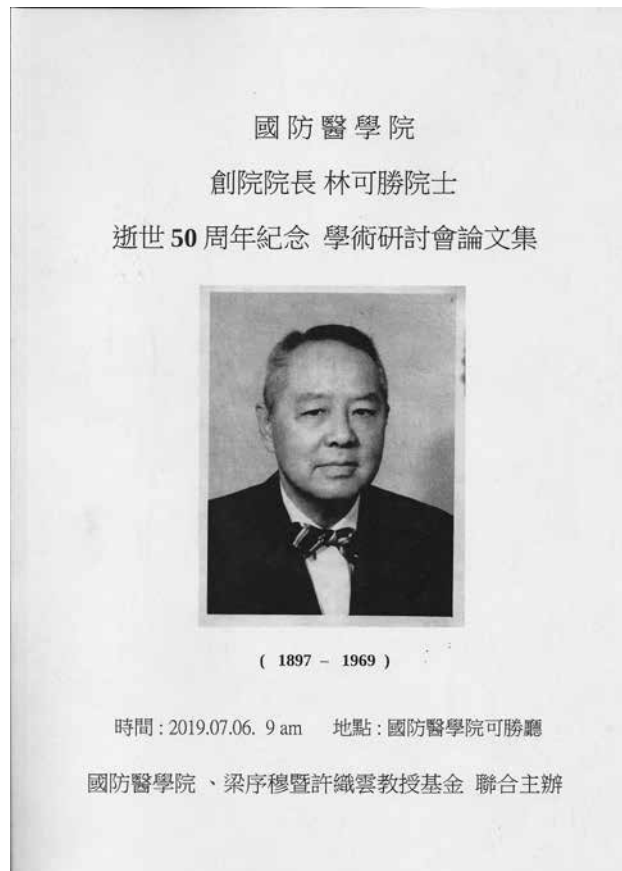 國防醫學院
創院院長 林可勝院士
逝世 50 周年紀念 學術研討會論文集
( 1897 – 1969 )
時間 : 2019.07.06. 9 am 地點 : 國防醫學院可勝廳
國防醫學院 、梁序穆暨許織雲教授基金 聯合主辦